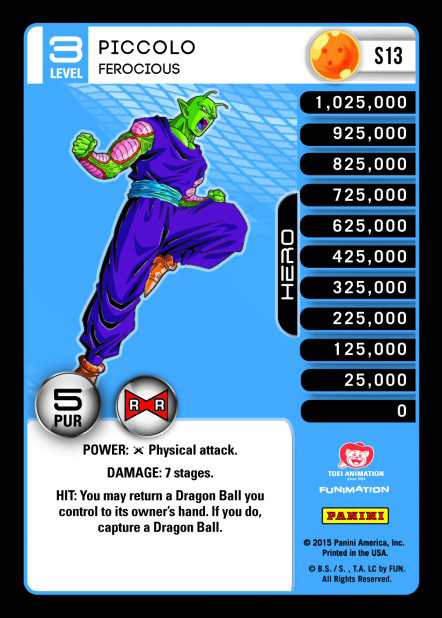 3
LEVEL
PICCOLO
FEROCIOUS
S13
1,025,000
925,000
825,000
725,000
625,000
425,000
325,000
225,000
125,000
25,000
0
HERO
5
PUR
R R
POWER: Physical attack.
DAMAGE: 7 stages.
HIT: You may return a Dragon Ball you
control to its owner's hand. If you do,
capture a Dragon Ball.
TOEI ANIMATION
Since 1956
FUNIMATION
PANINI
© 2015 Panini America, Inc.
Printed in the USA.
© B.S. / S. , T.A. LC by FUN.
All Rights Reserved.